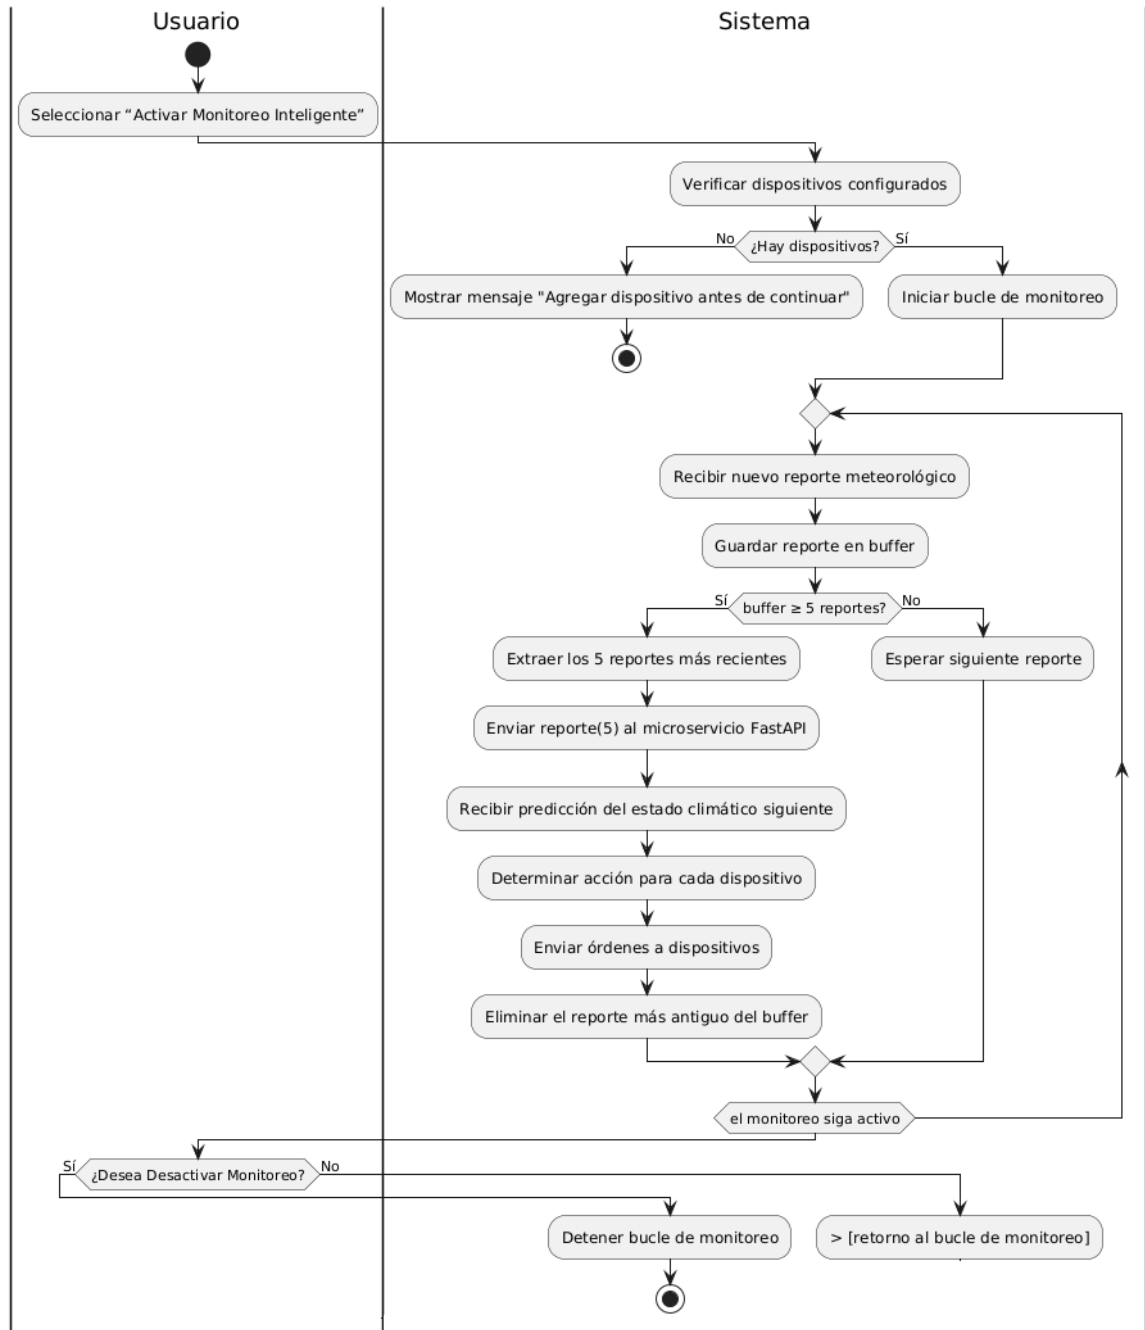 Usuario
Sistema
Seleccionar “Activar Monitoreo Inteligente”
Verificar dispositivos configurados
No
¿Hay dispositivos?
Sí
Mostrar mensaje "Agregar dispositivo antes de continuar"
Iniciar bucle de monitoreo
Recibir nuevo reporte meteorológico
Guardar reporte en buffer
Sí
buffer ≥ 5 reportes?
No
Extraer los 5 reportes más recientes
Esperar siguiente reporte
Enviar reporte(5) al microservicio FastAPI
Recibir predicción del estado climático siguiente
Determinar acción para cada dispositivo
Enviar órdenes a dispositivos
Eliminar el reporte más antiguo del buffer
el monitoreo siga activo
Sí
¿Desea Desactivar Monitoreo?
No
Detener bucle de monitoreo
> [retorno al bucle de monitoreo]